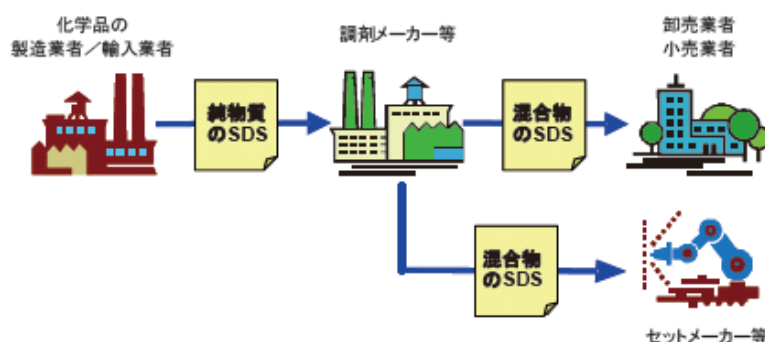 化学品の
製造業者／輸入業者
調剤メーカー等
卸売業者
小売業者
純物質
のSDS
混合物
のSDS
混合物
のSDS
セットメーカー等